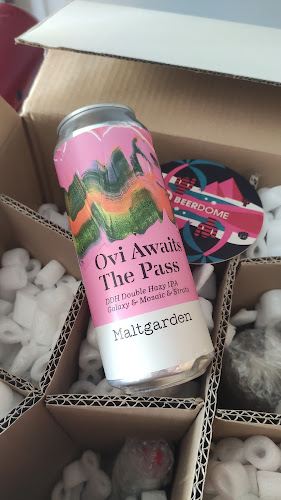 Ovi Awaits
The Pass
DDH Double Hazy IPA
Galaxy & Mosaic & Strata
Maltgarden
BEERDOME